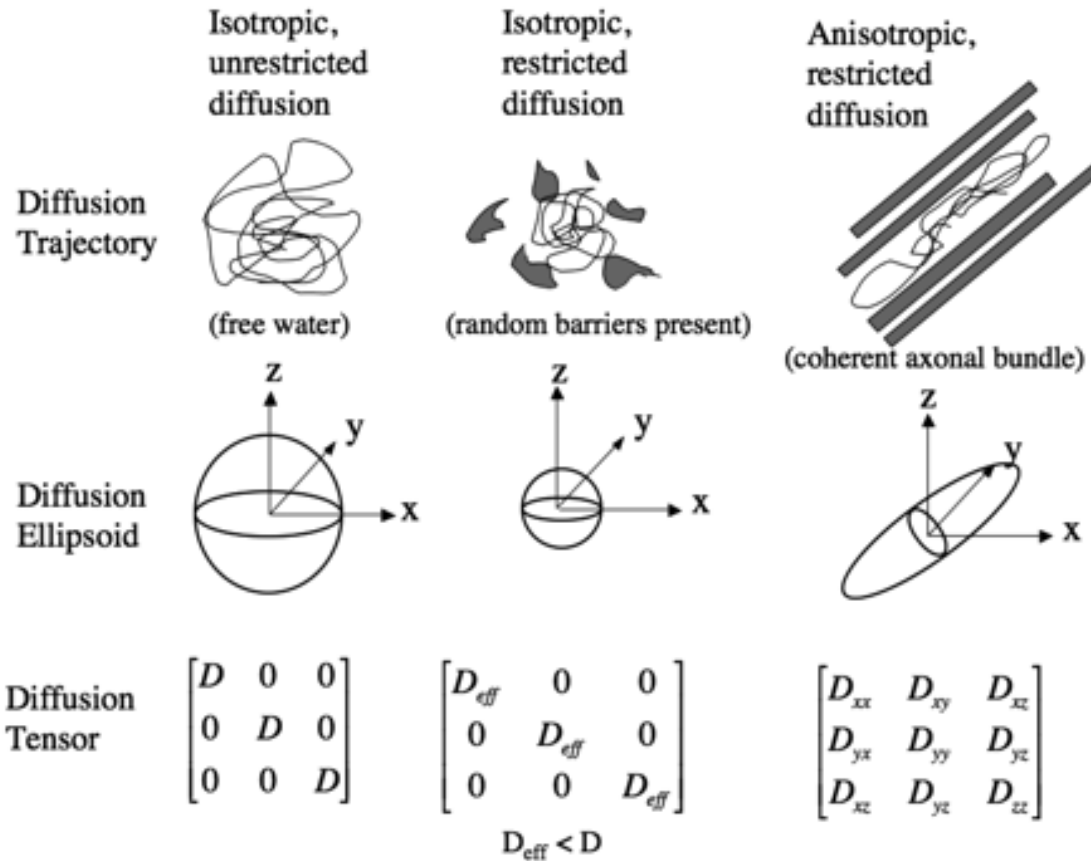 Isotropic,
unrestricted
diffusion
Isotropic,
restricted
diffusion
Anisotropic,
restricted
diffusion
Diffusion
Trajectory
(free water)
(random barriers present)
(coherent axonal bundle)
Diffusion
Ellipsoid
z
y
x
z
y
x
z
y
x
Diffusion
Tensor
D 0 0
0 D 0
0 0 D
D_eff 0 0
0 D_eff 0
0 0 D_eff
D_eff < D
D_xx D_xy D_xz
D_yx D_yy D_yz
D_xz D_yz D_zz